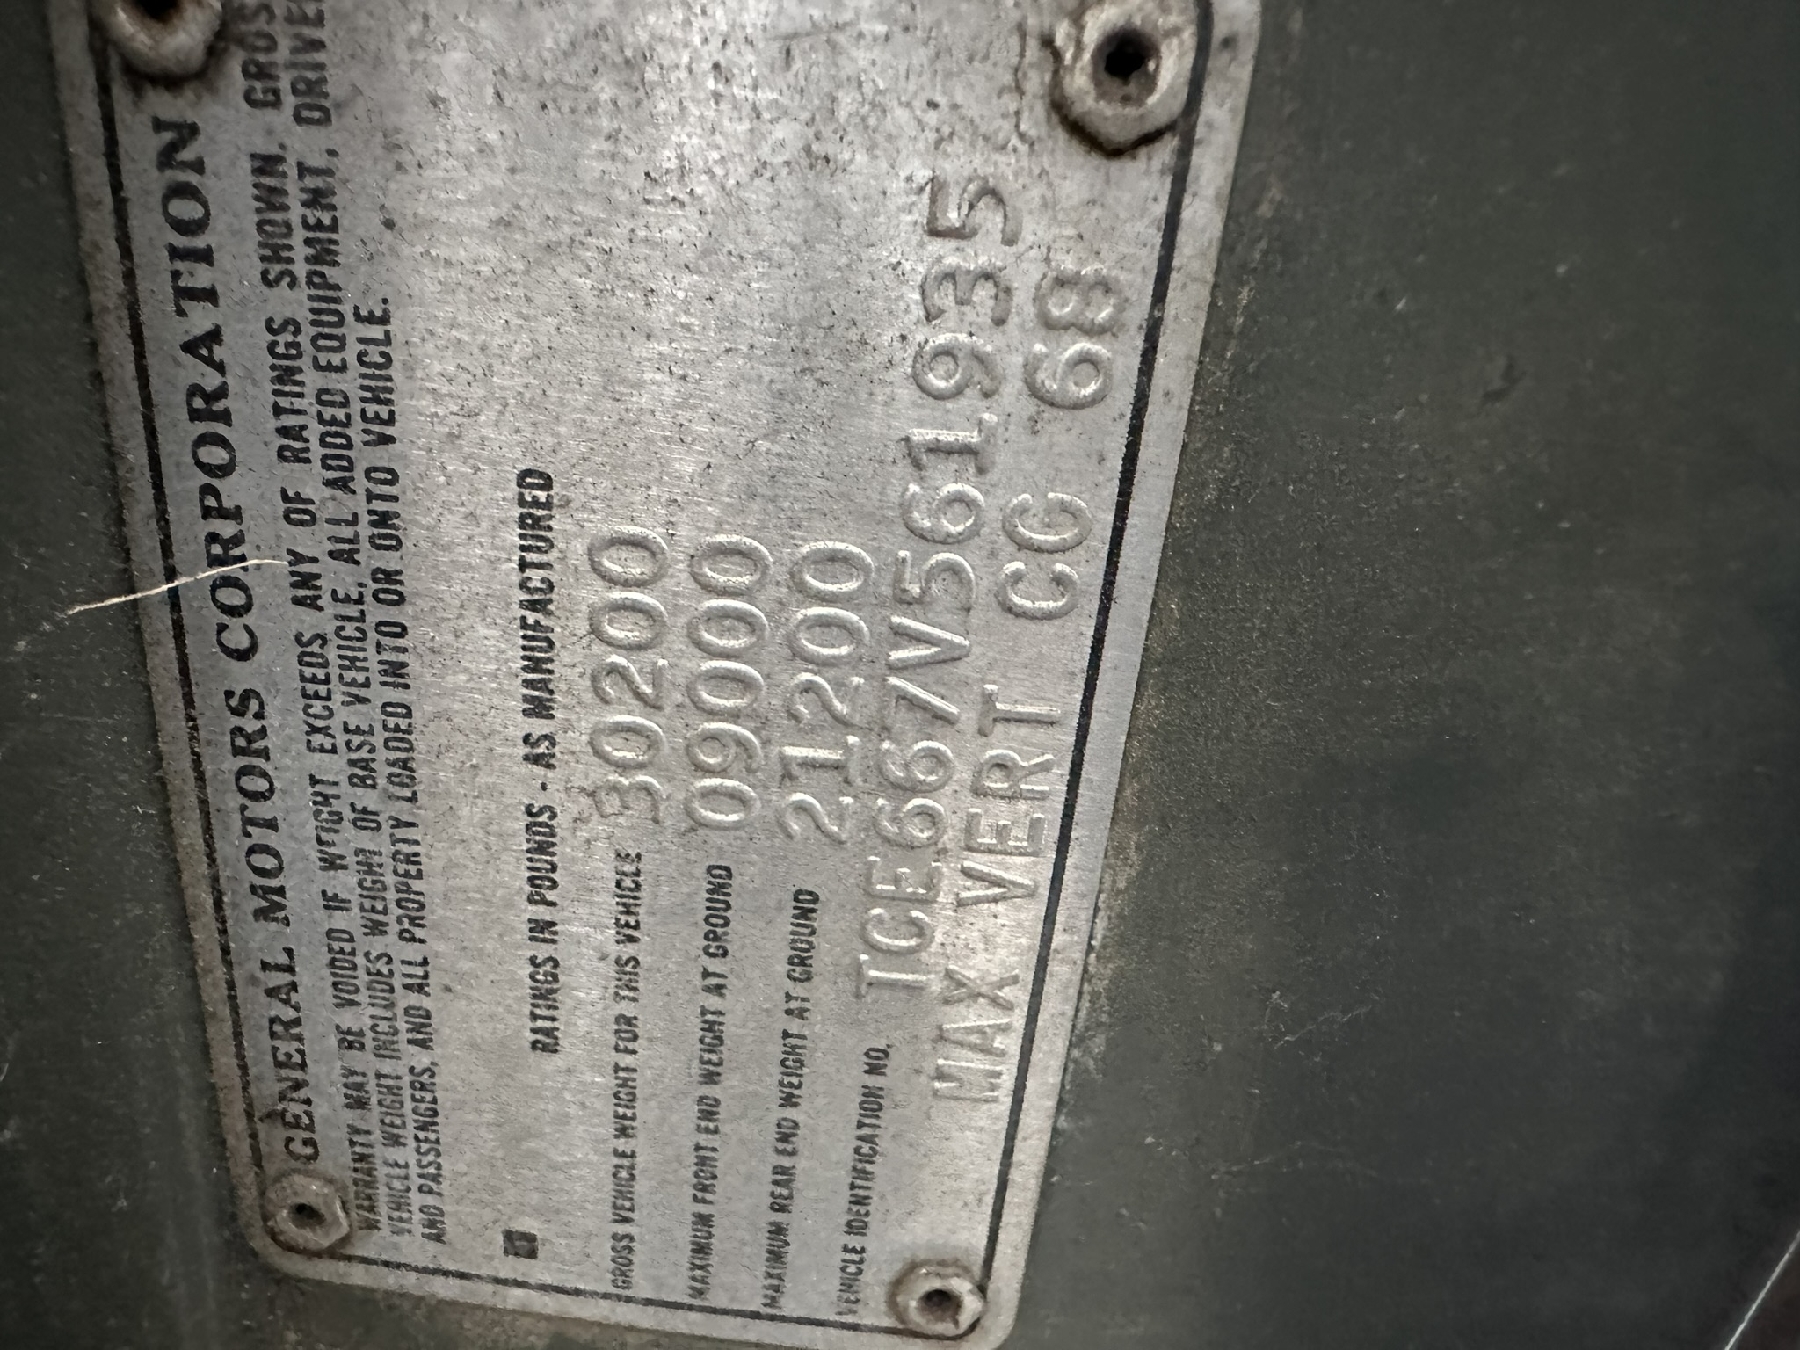 GENERAL MOTORS CORPORATION
WARRANTY MAY BE VOIDED IF WEIGHT EXCEEDS ANY OF RATINGS SHOWN. GROS
VEHICLE WEIGHT INCLUDES WEIGHT OF BASE VEHICLE, ALL ADDED EQUIPMENT, DRIVE
AND PASSENGERS, AND ALL PROPERTY LOADED INTO OR ONTO VEHICLE.
RATINGS IN POUNDS - AS MANUFACTURED
GROSS VEHICLE WEIGHT FOR THIS VEHICLE 30200
MAXIMUM FRONT END WEIGHT AT GROUND 09000
MAXIMUM REAR END WEIGHT AT GROUND 21200
VEHICLE IDENTIFICATION NO. TCE667V561935
MAX VERT CG 68